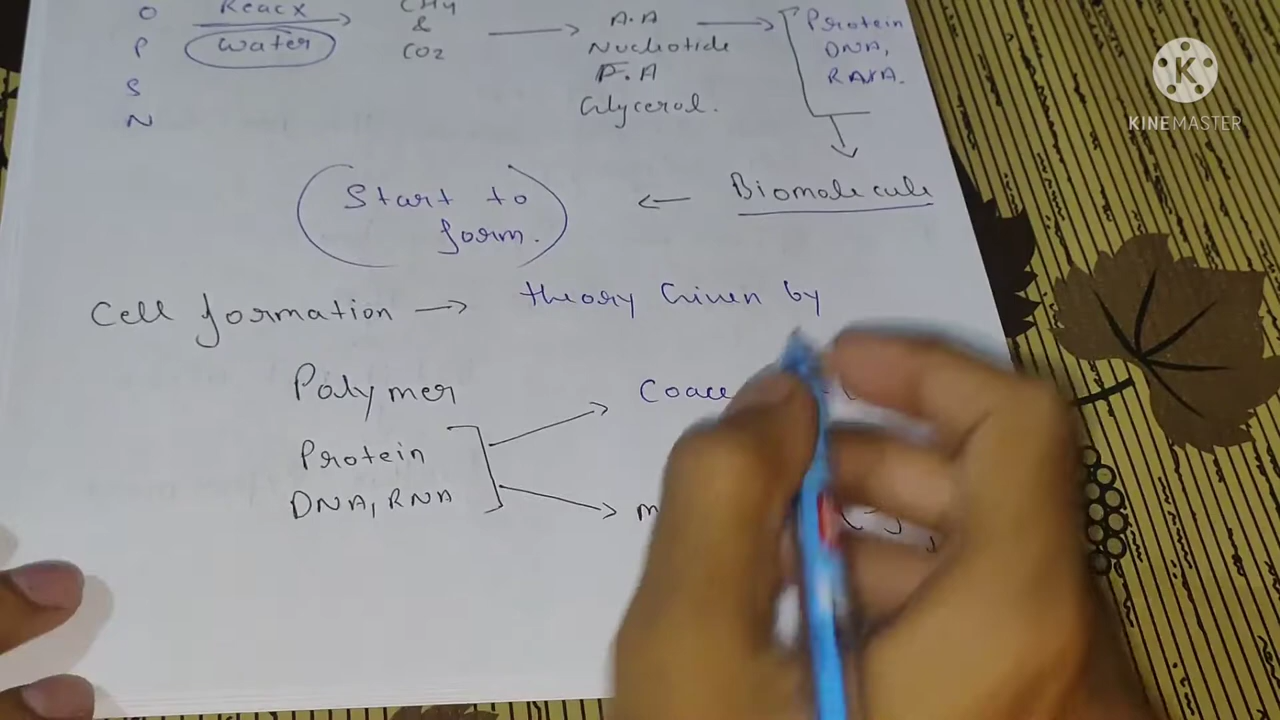 O
P
S
N
Reacx
Water
CH4
&
CO2
A.A
Nucleotide
F.A
Glycerol.
Protein
DNA,
RNA.
Biomolecule
Start to
form.
Cell formation → theory Given by
Polymer
Protein
DNA, RNA
KINEMASTER